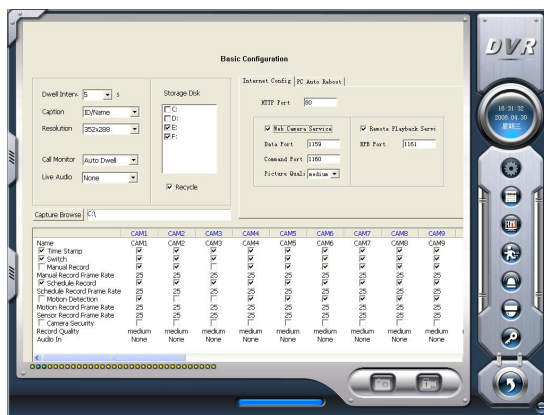 DVR
Basic Configuration
16:31:32
2008.04.30
星期三
Dwell Interv. 5 s
Caption ID/Name
Resolution 352x288
Call Monitor Auto Dwell
Live Audio None
Storage Disk
C:
D:
E:
F:
Recycle
Internet Config PC Auto Reboot
HTTP Port 80
Web Camera Service
Data Port 1159
Command Port 1160
Picture Quali medium
Remote Playback Servi
RPB Port 1161
Capture Browse C:\
CAM1 CAM2 CAM3 CAM4 CAM5 CAM6 CAM7 CAM8 CAM9
Name CAM1 CAM2 CAM3 CAM4 CAM5 CAM6 CAM7 CAM8 CAM9
Time Stamp
Switch
Manual Record
Manual Record Frame Rate 25 25 25 25 25 25 25 25 25
Schedule Record
Schedule Record Frame Rate 25 25 25 25 25 25 25 25 25
Motion Detection
Motion Record Frame Rate 25 25 25 25 25 25 25 25 25
Sensor Record Frame Rate 25 25 25 25 25 25 25 25 25
Camera Security
Record Quality medium medium medium medium medium medium medium medium medium
Audio In None None None None None None None None None